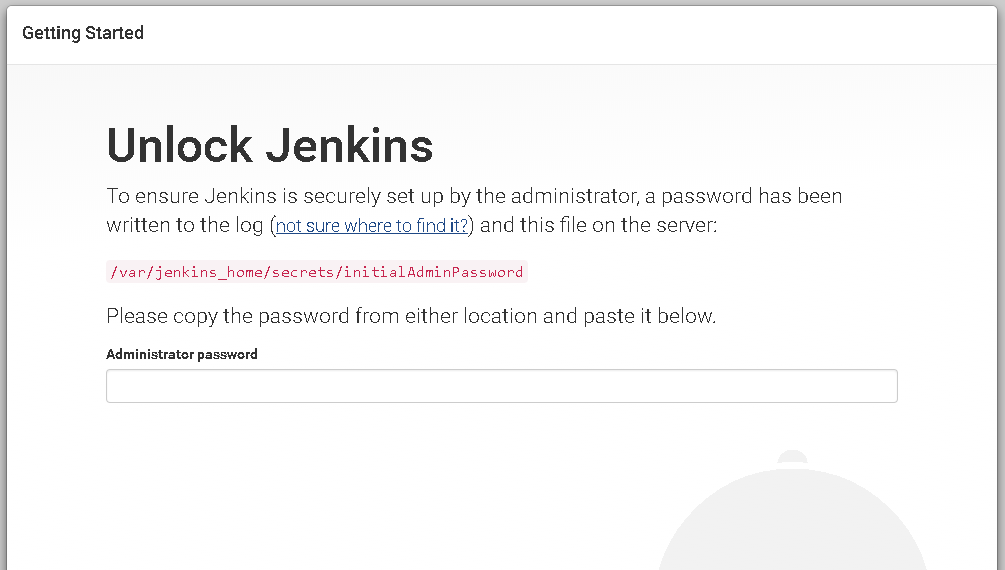 Getting Started
Unlock Jenkins
To ensure Jenkins is securely set up by the administrator, a password has been
written to the log (not sure where to find it?) and this file on the server:
/var/jenkins_home/secrets/initialAdminPassword
Please copy the password from either location and paste it below.
Administrator password